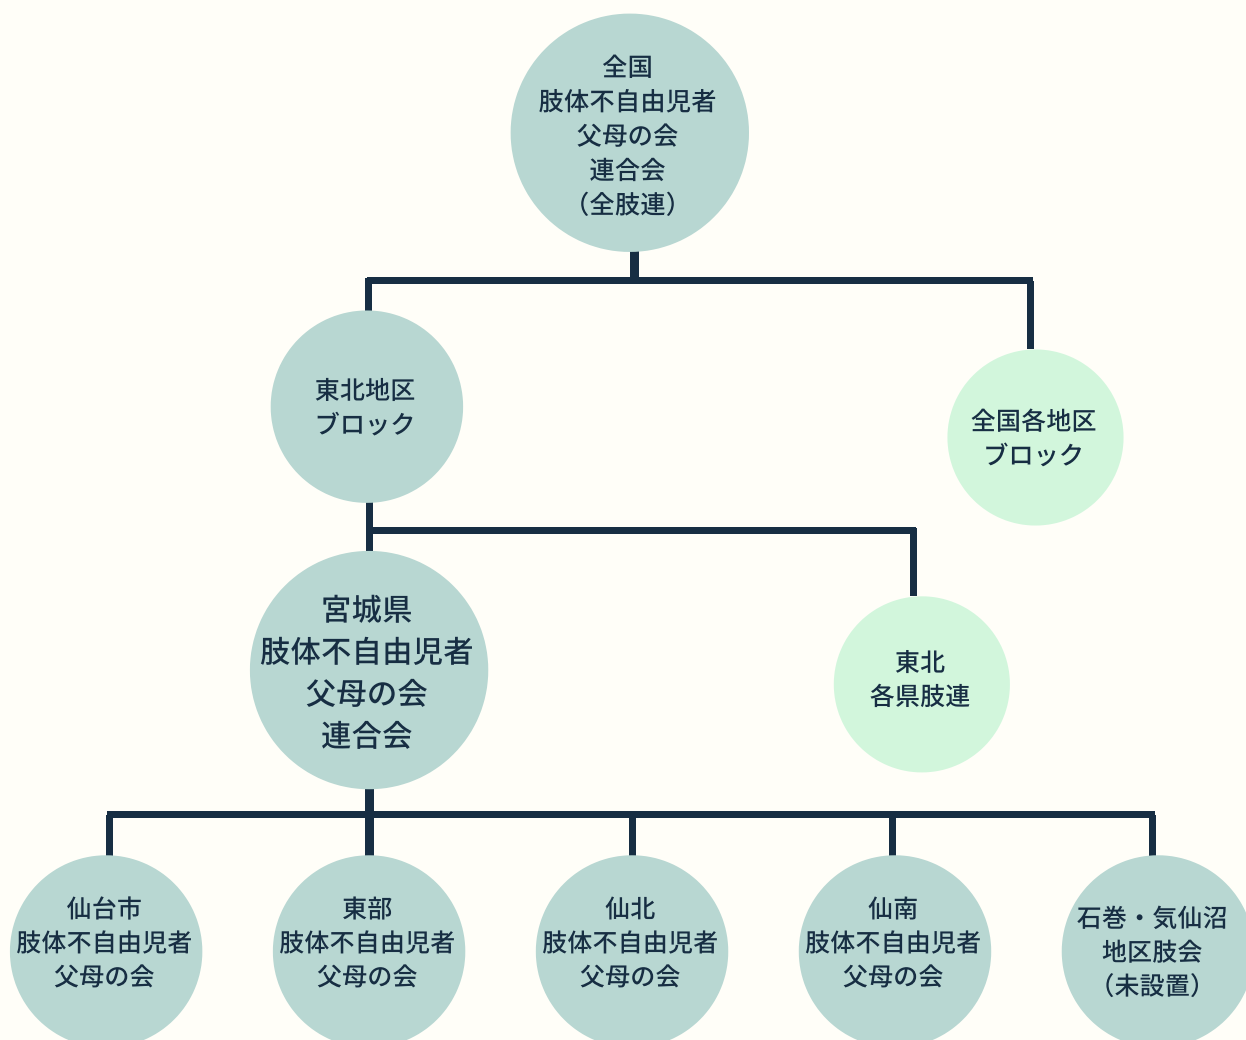 全国
肢体不自由児者
父母の会
連合会
（全肢連）
東北地区
ブロック
全国各地区
ブロック
宮城県
肢体不自由児者
父母の会
連合会
東北
各県肢連
仙台市
肢体不自由児者
父母の会
東部
肢体不自由児者
父母の会
仙北
肢体不自由児者
父母の会
仙南
肢体不自由児者
父母の会
石巻・気仙沼
地区肢会
（未設置）